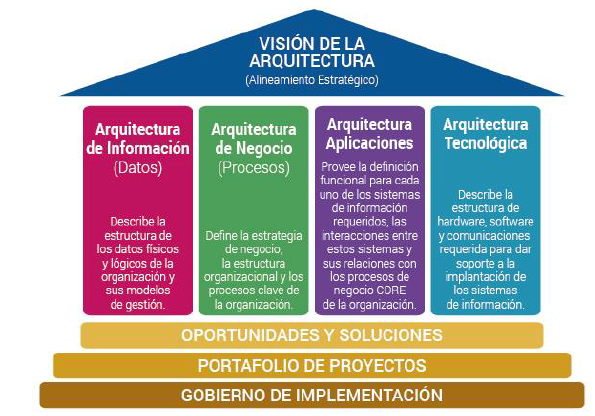 VISIÓN DE LA
ARQUITECTURA
(Alineamiento Estratégico)
Arquitectura
de Información
(Datos)
Describe la
estructura de
los datos físicos
y lógicos de la
organización y
sus modelos
de gestión.
Arquitectura
de Negocio
(Procesos)
Define la estrategia
de negocio,
la estructura
organizacional y los
procesos clave de
la organización.
Arquitectura
Aplicaciones
Provee la definición
funcional para cada
uno de los sistemas
de información
requeridos, las
interacciones entre
estos sistemas y
sus relaciones con
los procesos de
negocio CORE
de la organización.
Arquitectura
Tecnológica
Describe la
estructura de
hardware, software
y comunicaciones
requerida para dar
soporte a la
implantación de
los sistemas
de información.
OPORTUNIDADES Y SOLUCIONES
PORTAFOLIO DE PROYECTOS
GOBIERNO DE IMPLEMENTACIÓN